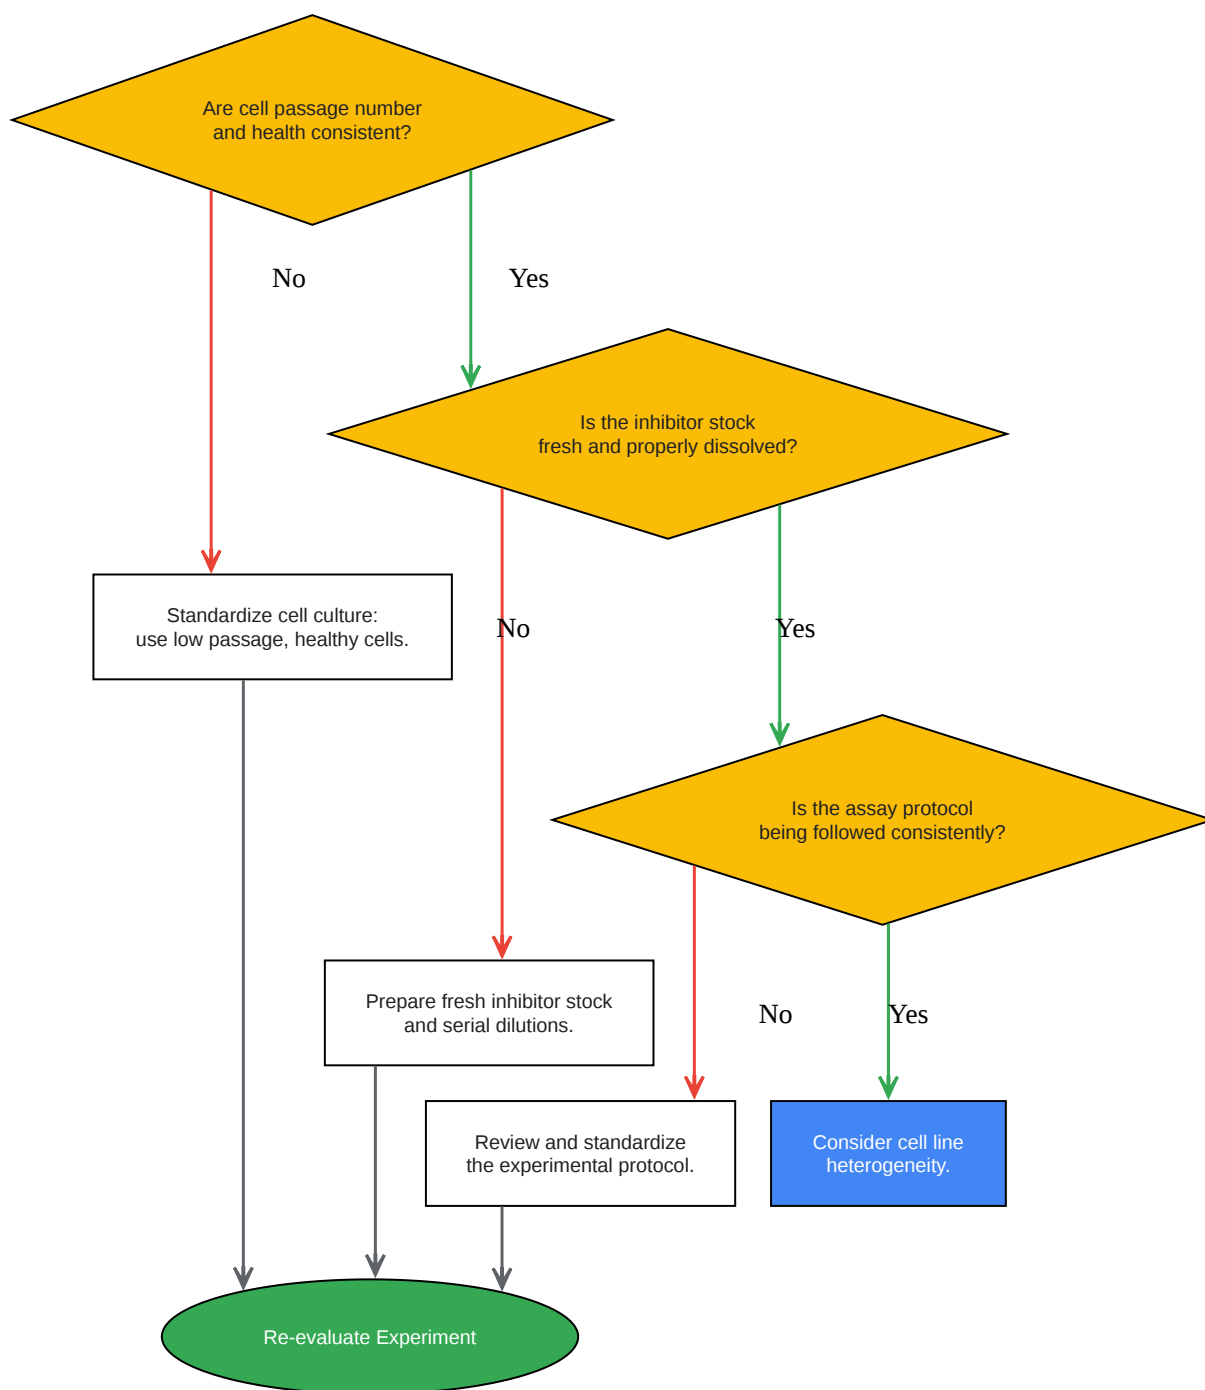 Are cell passage number
and health consistent?
No
Yes
Is the inhibitor stock
fresh and properly dissolved?
Standardize cell culture:
use low passage, healthy cells.
No
Yes
Is the assay protocol
being followed consistently?
Prepare fresh inhibitor stock
and serial dilutions.
No
Yes
Review and standardize
the experimental protocol.
Consider cell line
heterogeneity.
Re-evaluate Experiment